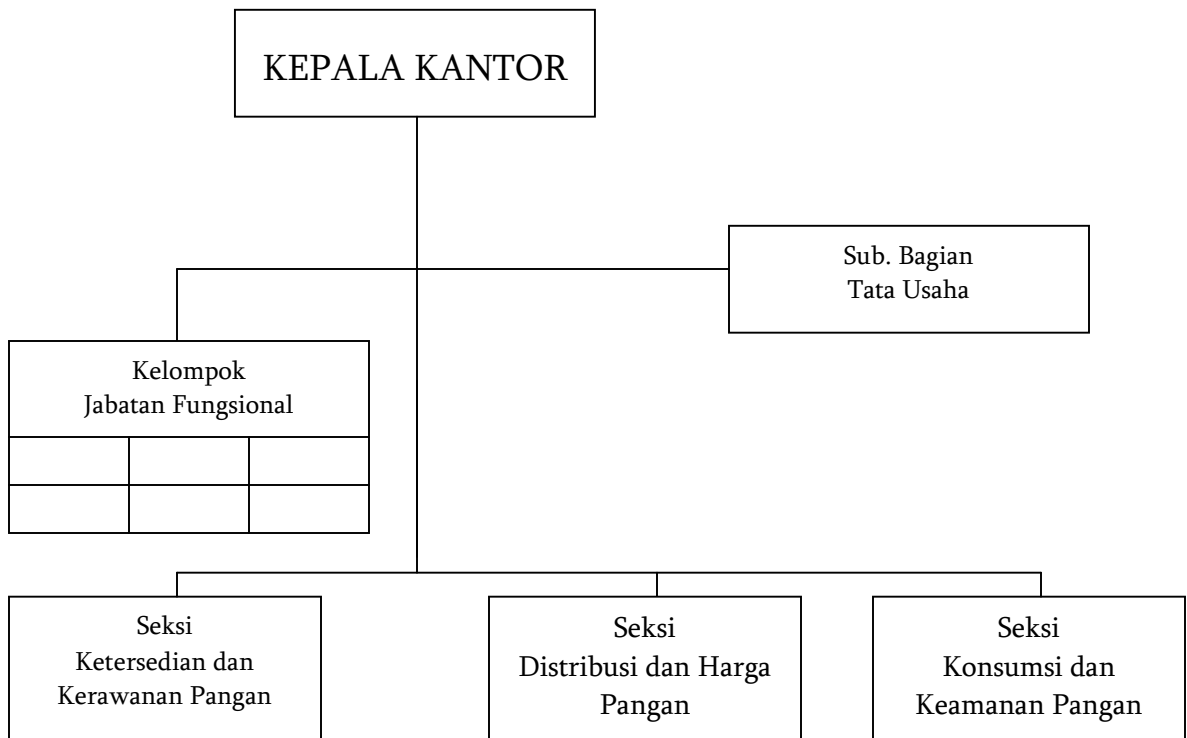 KEPALA KANTOR
Sub. Bagian
Tata Usaha
Kelompok
Jabatan Fungsional
Seksi
Ketersedian dan
Kerawanan Pangan
Seksi
Distribusi dan Harga
Pangan
Seksi
Konsumsi dan
Keamanan Pangan